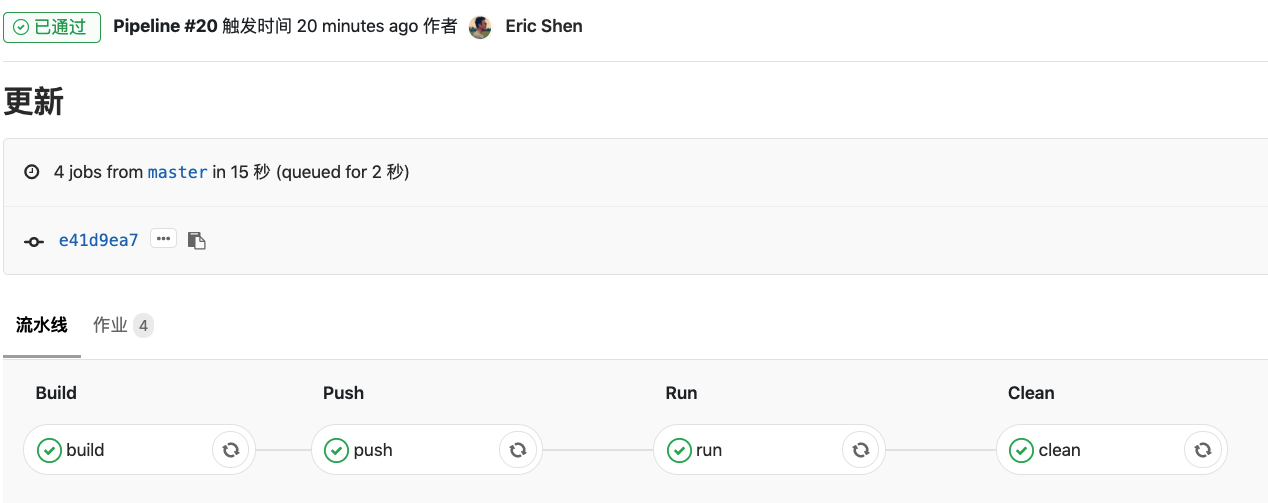 已通过 Pipeline #20 触发时间 20 minutes ago 作者 Eric Shen
更新
4 jobs from master in 15 秒 (queued for 2 秒)
e41d9ea7 •••
流水线 作业 4
Build Push Run Clean
build push run clean